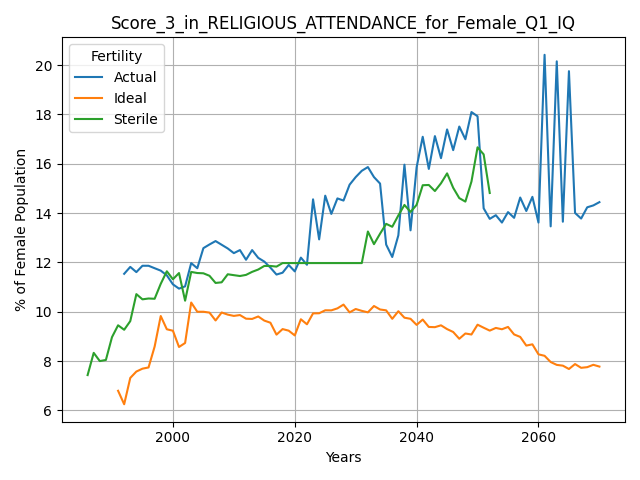 Score_3_in_RELIGIOUS_ATTENDANCE_for_Female_Q1_IQ
Fertility
Actual
Ideal
Sterile
% of Female Population
20
18
16
14
12
10
8
6
2000 2020 2040 2060
Years